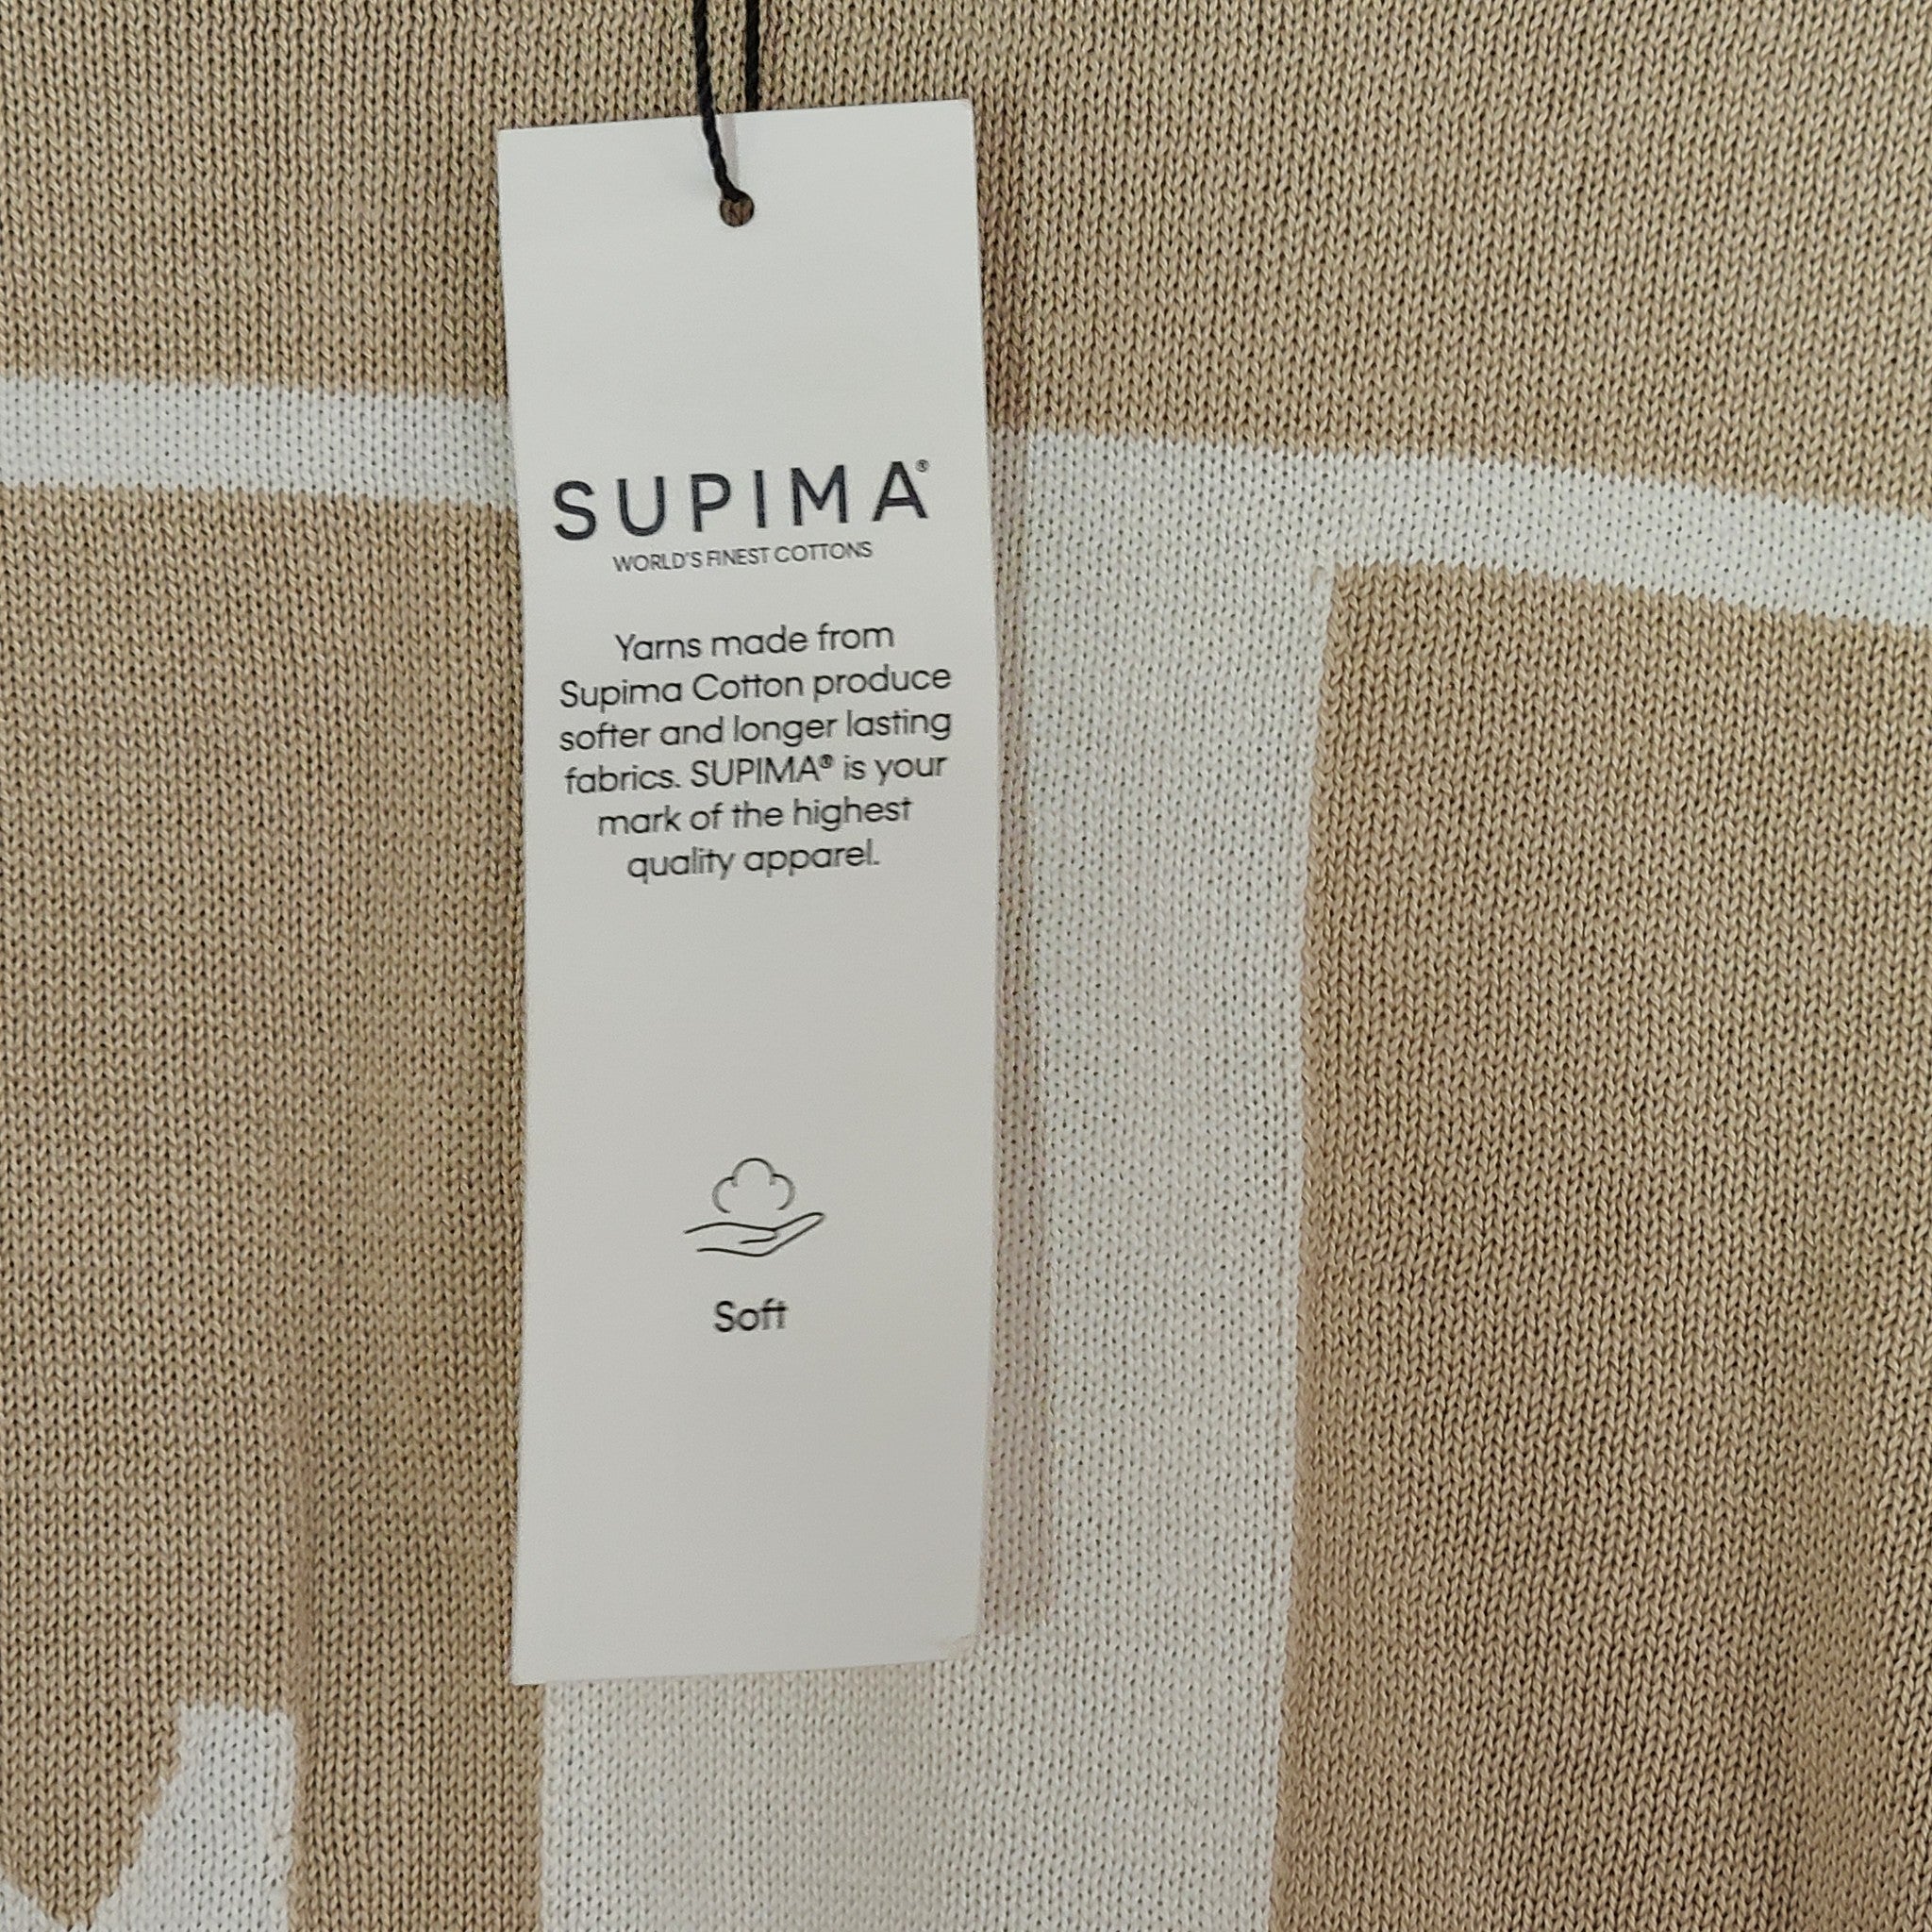 SUPIMA®
WORLD'S FINEST COTTONS
Yarns made from
Supima Cotton produce
softer and longer lasting
fabrics. SUPIMA® is your
mark of the highest
quality apparel.
Soft